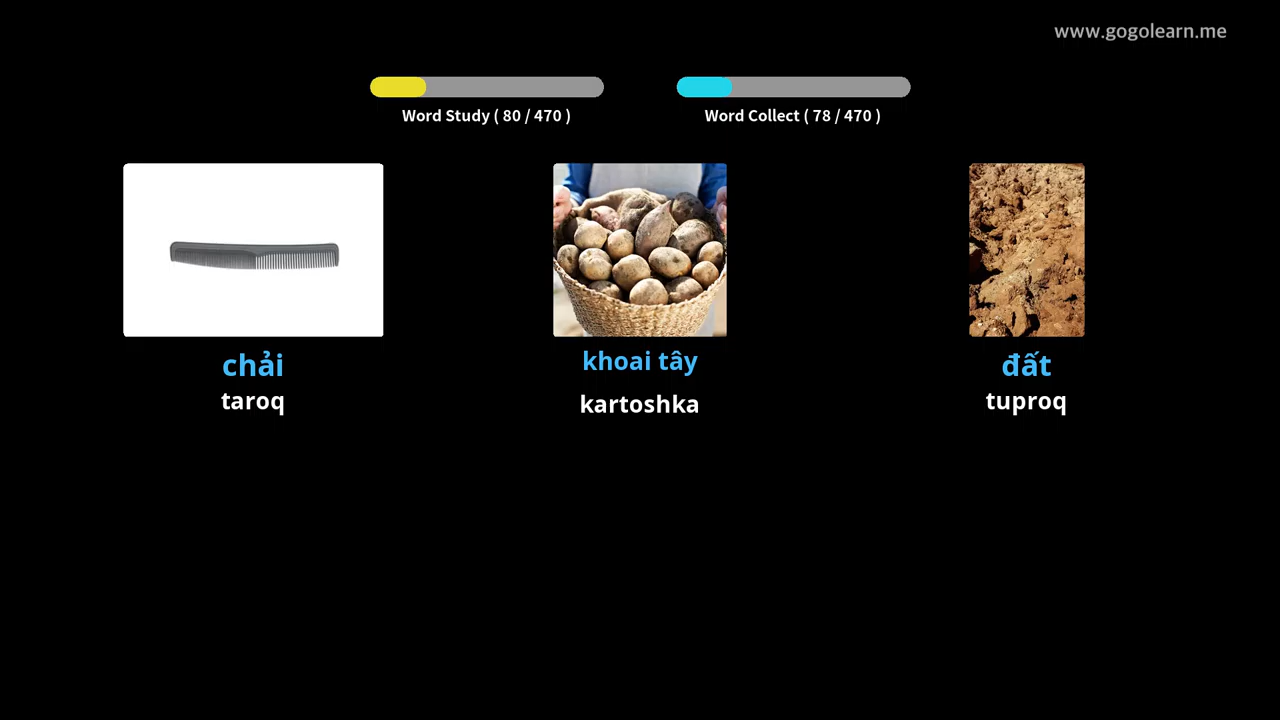 www.gogolearn.me
Word Study ( 80 / 470 )
Word Collect ( 78 / 470 )
chải
taroq
khoai tây
kartoshka
đất
tuproq